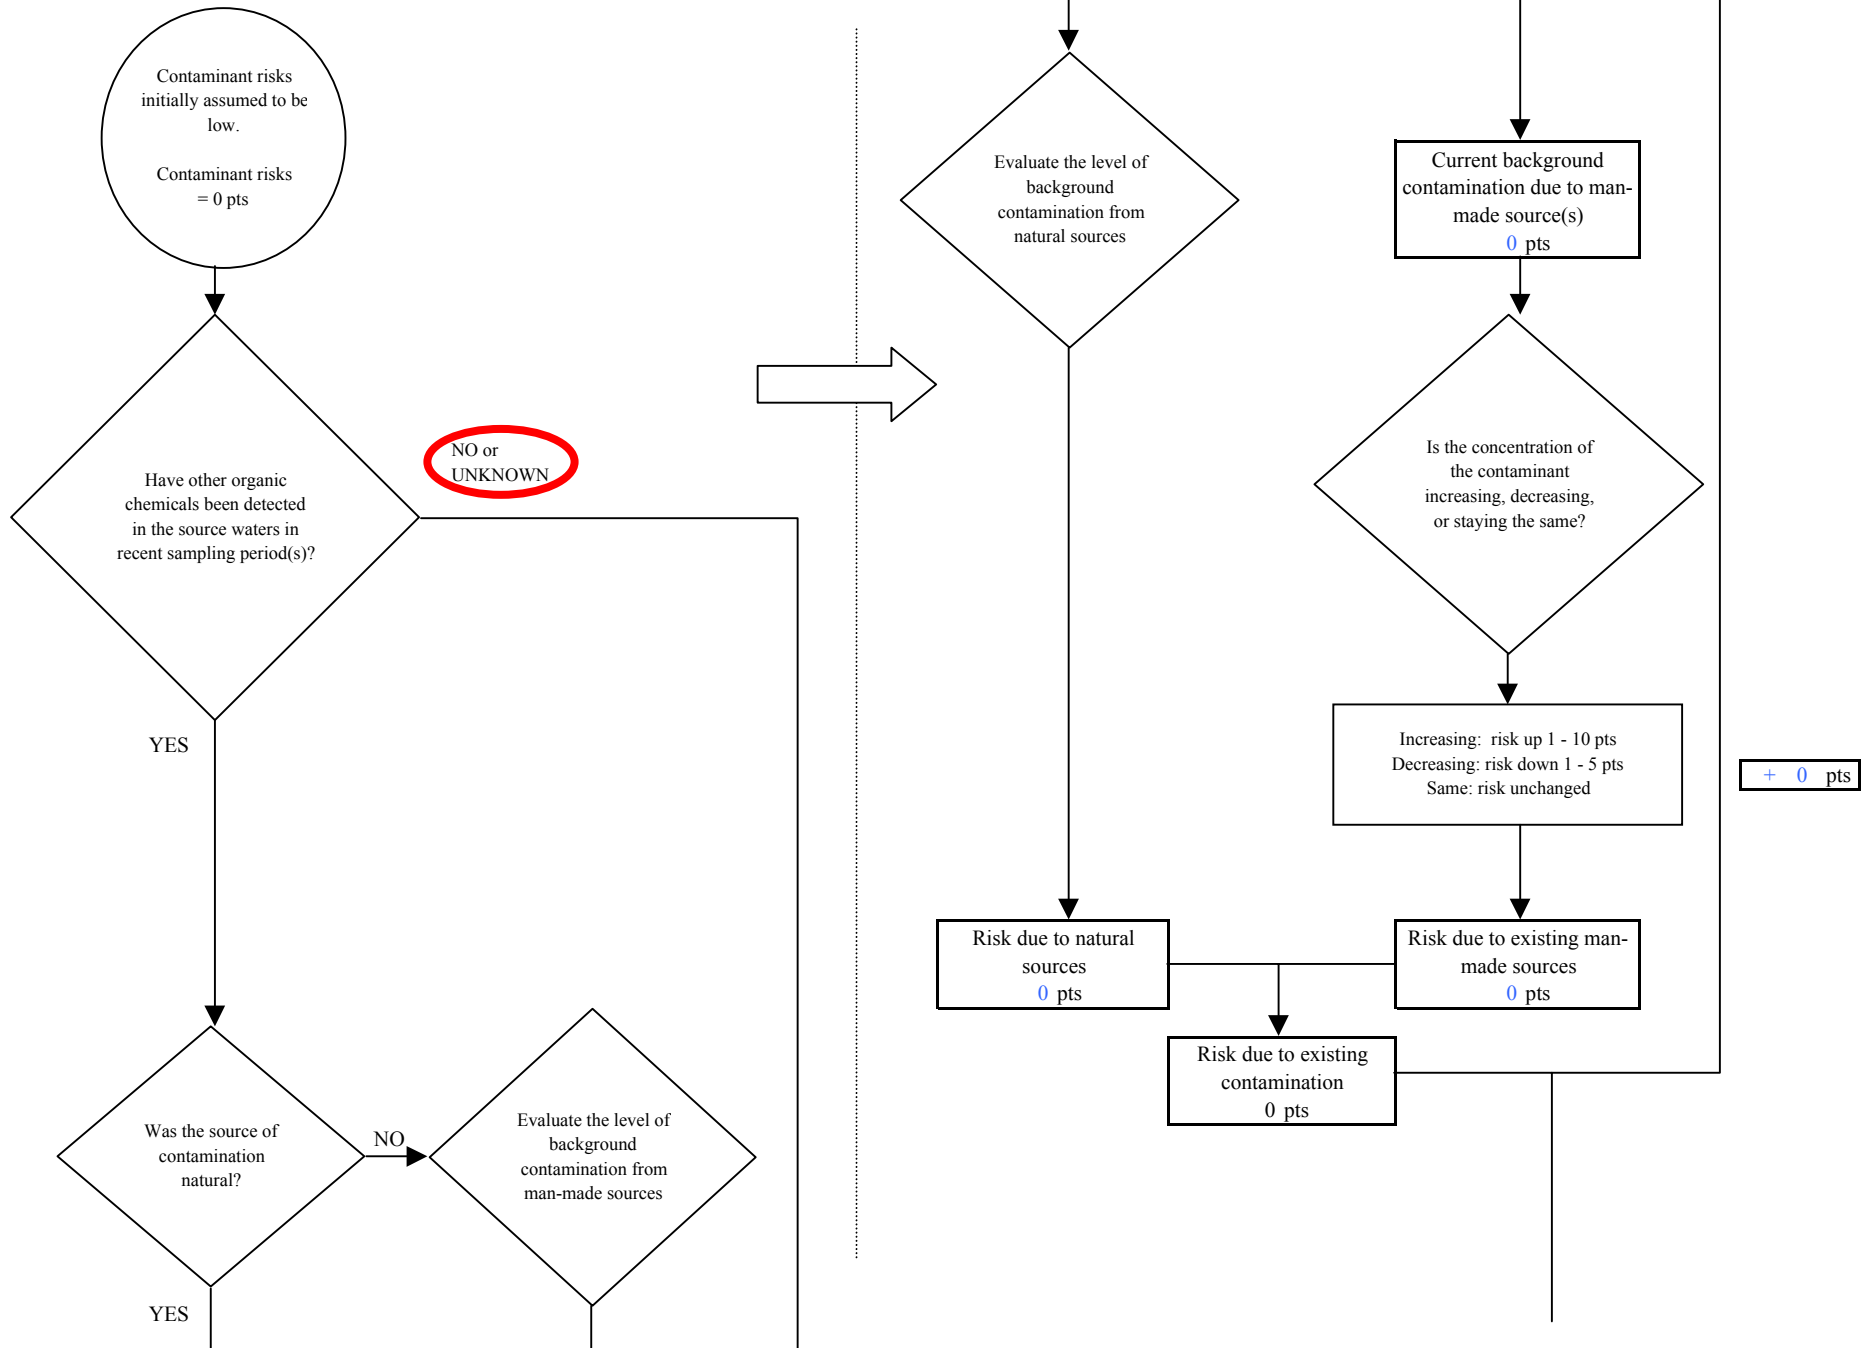 Contaminant risks
initially assumed to be
low.
Contaminant risks
= 0 pts
Have other organic
chemicals been detected
in the source waters in
recent sampling period(s)?
NO or
UNKNOWN
YES
Was the source of
contamination
natural?
NO
Evaluate the level of
background
contamination from
man-made sources
YES
Evaluate the level of
background
contamination from
natural sources
Current background
contamination due to man-
made source(s)
0 pts
Is the concentration of
the contaminant
increasing, decreasing,
or staying the same?
Increasing: risk up 1 - 10 pts
Decreasing: risk down 1 - 5 pts
Same: risk unchanged
+ 0 pts
Risk due to natural
sources
0 pts
Risk due to existing man-
made sources
0 pts
Risk due to existing
contamination
0 pts